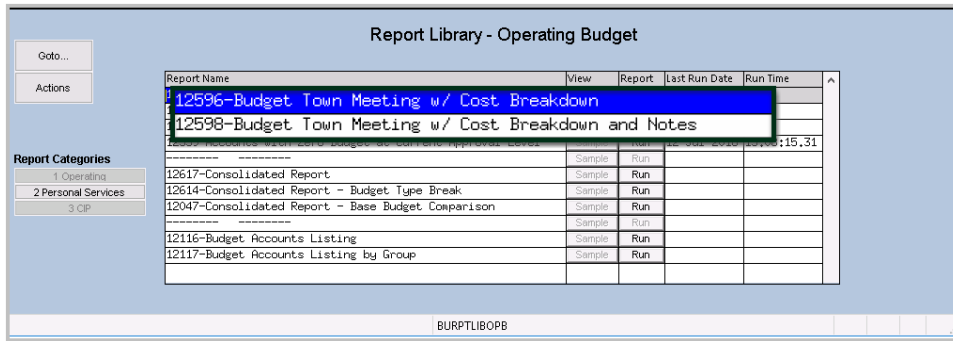 Report Library - Operating Budget
Goto...
Actions
Report Name View Report Last Run Date Run Time
12596-Budget Town Meeting w/ Cost Breakdown
12598-Budget Town Meeting w/ Cost Breakdown and Notes
Report Categories
-------- -------- Sample Run
1 Operating
12617-Consolidated Report Sample Run
2 Personal Services
12614-Consolidated Report - Budget Type Break Sample Run
3 CIP
12047-Consolidated Report - Base Budget Comparison Sample Run
-------- -------- Sample Run
12116-Budget Accounts Listing Sample Run
12117-Budget Accounts Listing by Group Sample Run
BURPTLIBOPB